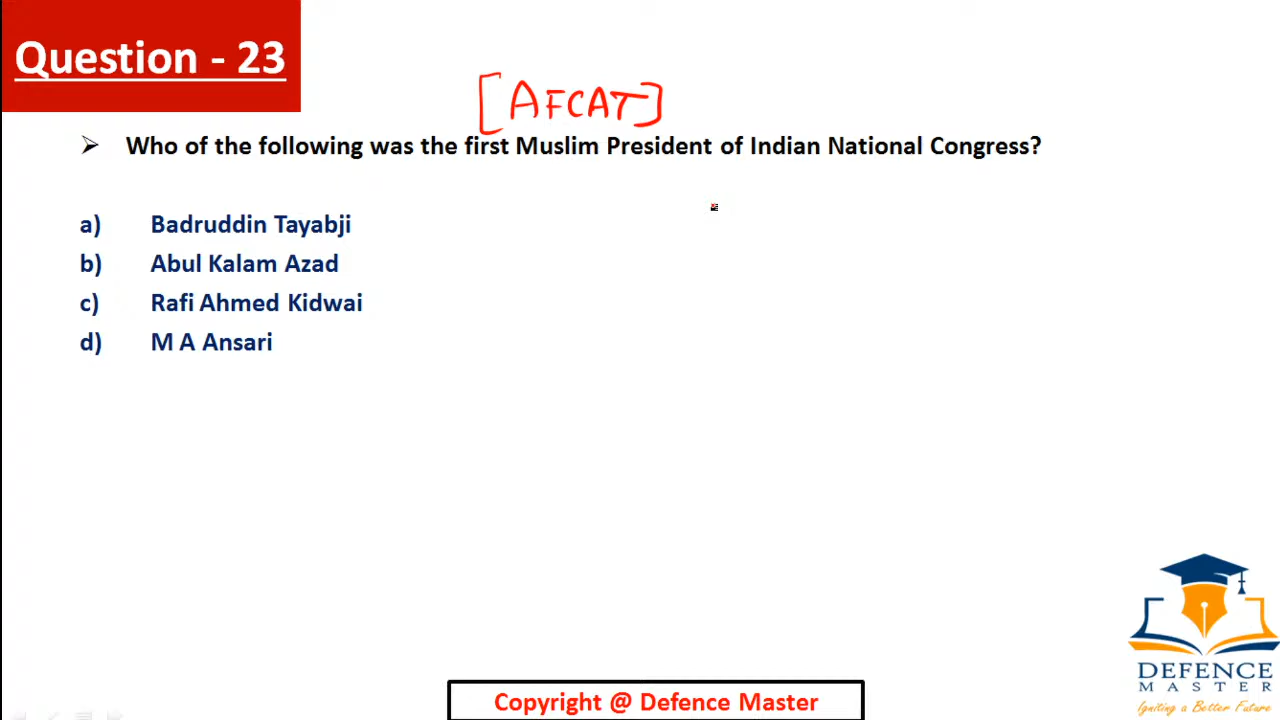 Question - 23
[AFCAT]
➢ Who of the following was the first Muslim President of Indian National Congress?
a) Badruddin Tayabji
b) Abul Kalam Azad
c) Rafi Ahmed Kidwai
d) M A Ansari
DEFENCE
MASTER
Igniting a Better Future
Copyright @ Defence Master